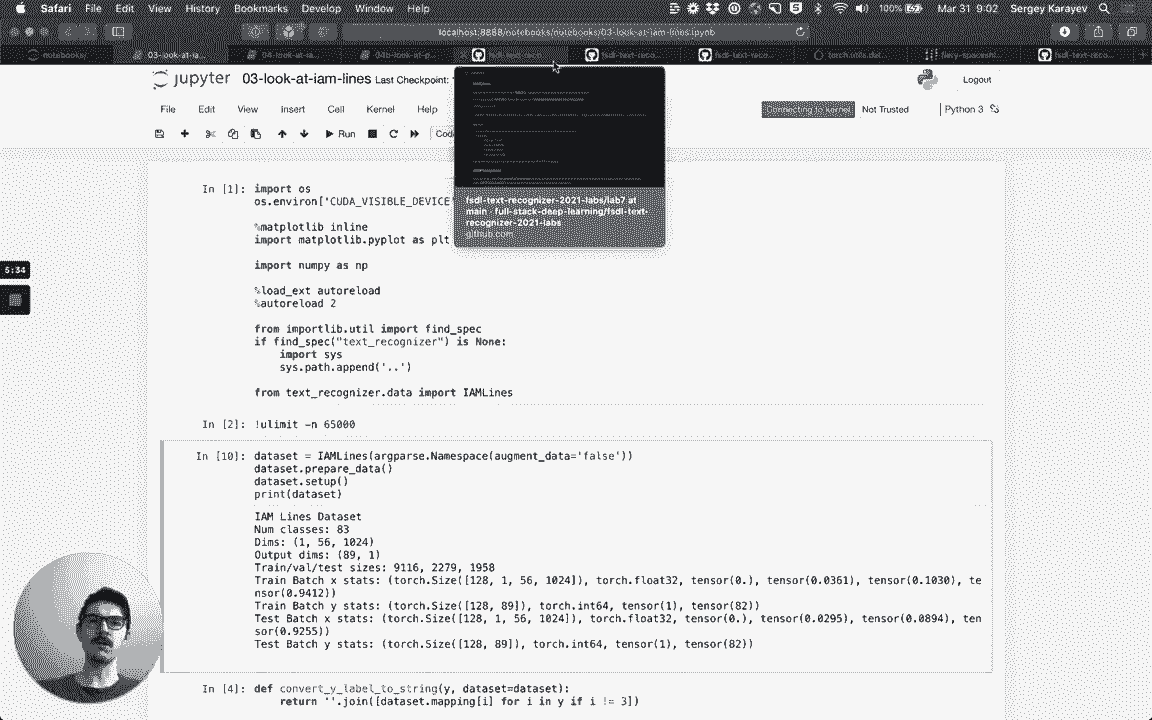 Safari File Edit View History Bookmarks Develop Window Help 100% Mar 31 9:02 Sergey Karayev
localhost:8888/notebooks/notebooks/03-look-at-iam-lines.ipynb
notebooks 03-look-at-ia... 04-look-at-ia... 04b-look-at-p... fsdl-text-reco... fsdl-text-reco... fsdl-text-reco... torch.utils.dat... fsdl-text-reco...
jupyter 03-look-at-iam-lines Last Checkpoint: Logout
File Edit View Insert Cell Kernel Help Connecting to kernel Not Trusted Python 3
Run Code
fsdl-text-recognizer-2021-labs/lab7 at
main · full-stack-deep-learning/fsdl-text-
recognizer-2021-labs
github.com
5:34
In [1]: import os
os.environ['CUDA_VISIBLE_DEVICE
%matplotlib inline
import matplotlib.pyplot as plt
import numpy as np
%load_ext autoreload
%autoreload 2
from importlib.util import find_spec
if find_spec("text_recognizer") is None:
import sys
sys.path.append('..')
from text_recognizer.data import IAMLines
In [2]: !ulimit -n 65000
In [10]: dataset = IAMLines(argparse.Namespace(augment_data='false'))
dataset.prepare_data()
dataset.setup()
print(dataset)
IAM Lines Dataset
Num classes: 83
Dims: (1, 56, 1024)
Output dims: (89, 1)
Train/val/test sizes: 9116, 2279, 1958
Train Batch x stats: (torch.Size([128, 1, 56, 1024]), torch.float32, tensor(0.), tensor(0.0361), tensor(0.1030), te
nsor(0.9412))
Train Batch y stats: (torch.Size([128, 89]), torch.int64, tensor(1), tensor(82))
Test Batch x stats: (torch.Size([128, 1, 56, 1024]), torch.float32, tensor(0.), tensor(0.0295), tensor(0.0894), ten
sor(0.9255))
Test Batch y stats: (torch.Size([128, 89]), torch.int64, tensor(1), tensor(82))
In [4]: def convert_y_label_to_string(y, dataset=dataset):
return ''.join([dataset.mapping[i] for i in y if i != 3])